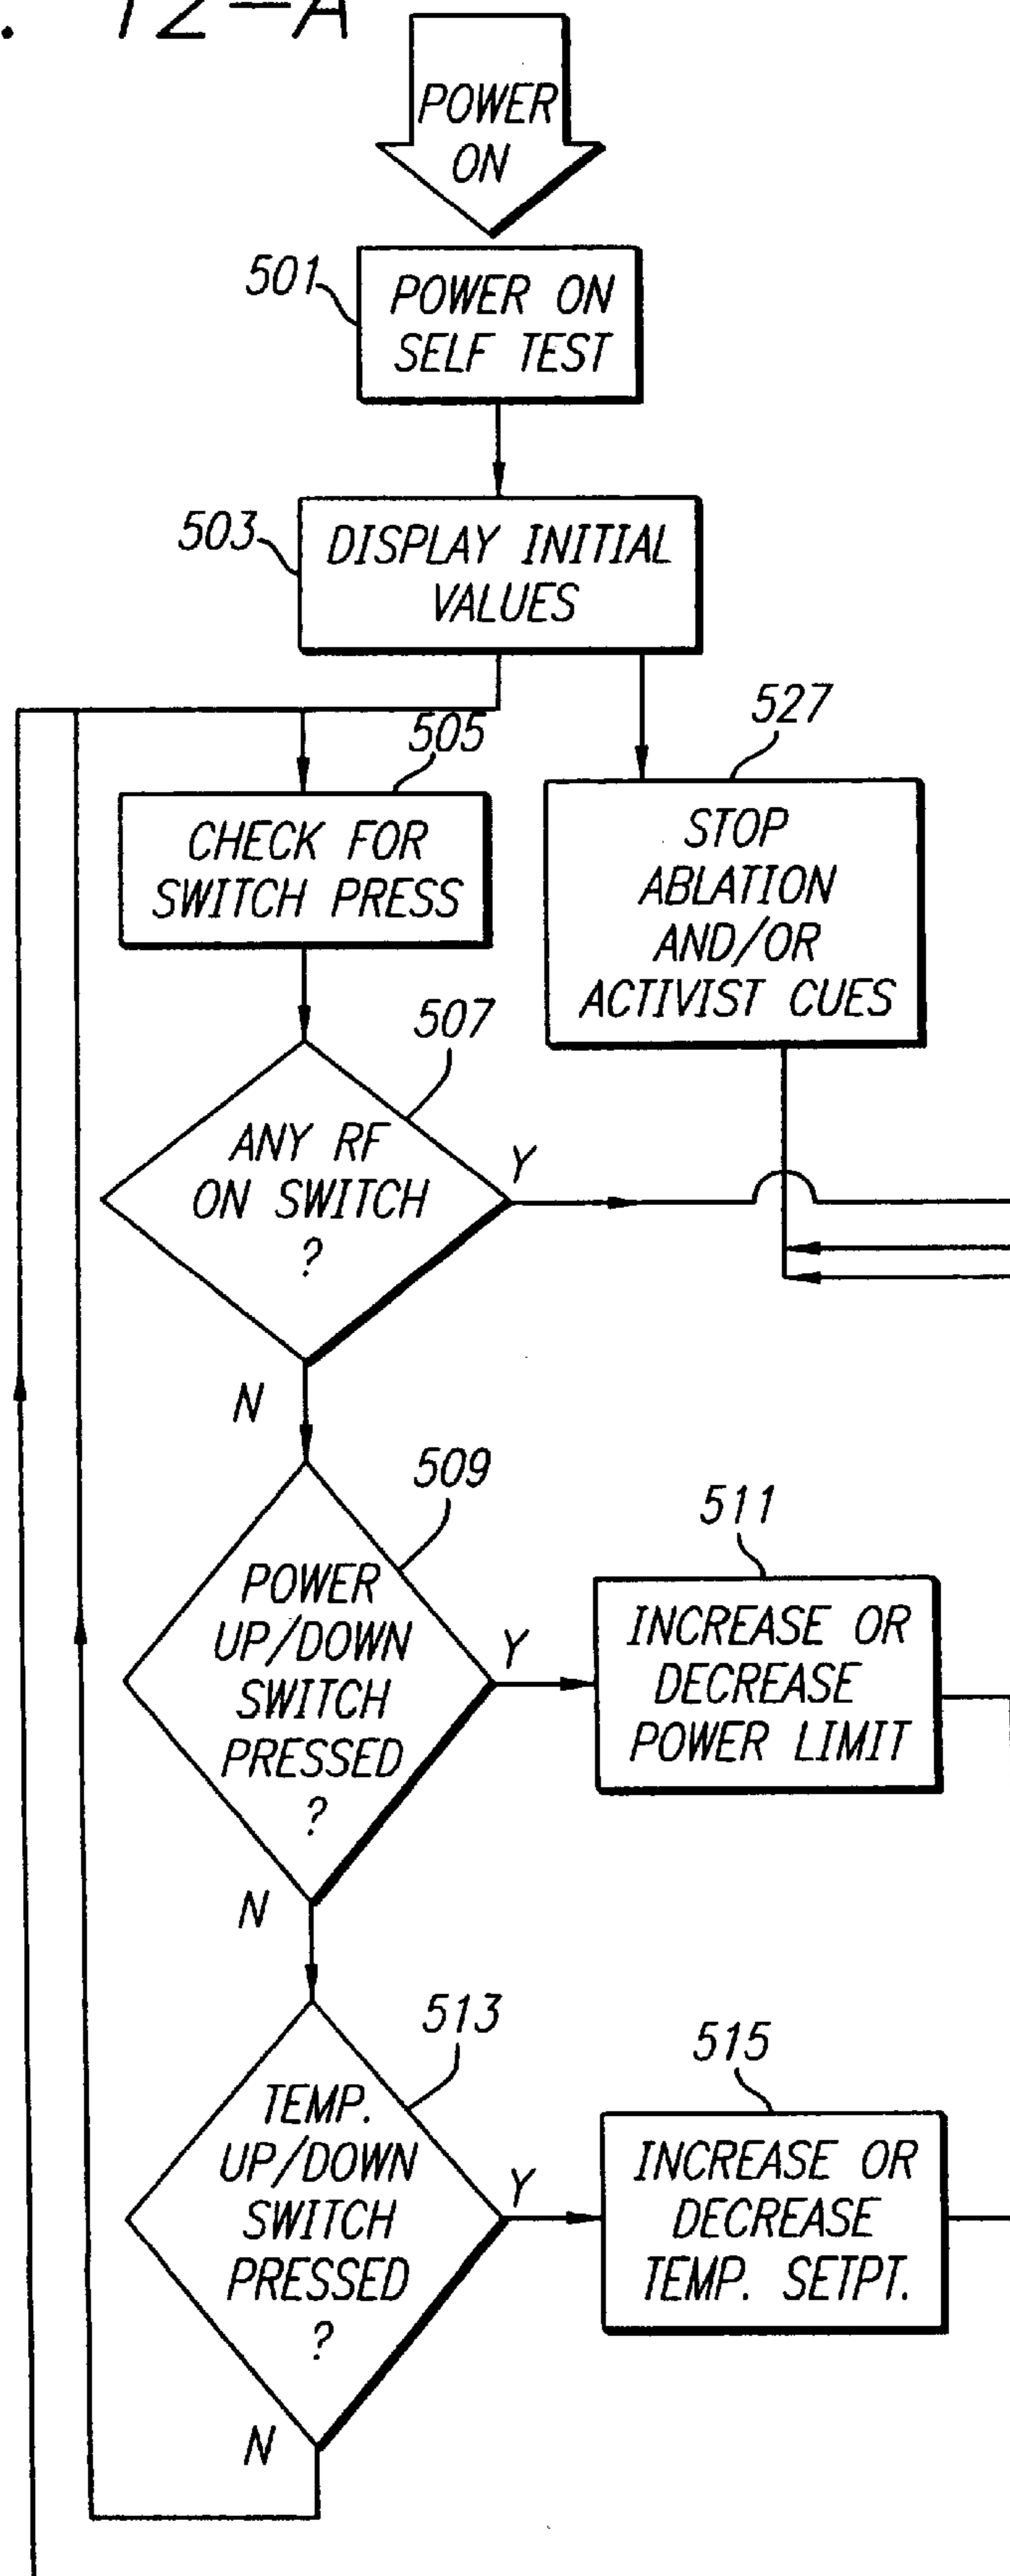 . 12-A
POWER
ON
501
POWER ON
SELF TEST
503
DISPLAY INITIAL
VALUES
505
CHECK FOR
SWITCH PRESS
527
STOP
ABLATION
AND/OR
ACTIVIST CUES
507
ANY RF
ON SWITCH
?
Y
N
509
POWER
UP/DOWN
SWITCH
PRESSED
?
Y
N
511
INCREASE OR
DECREASE
POWER LIMIT
513
TEMP.
UP/DOWN
SWITCH
PRESSED
?
Y
N
515
INCREASE OR
DECREASE
TEMP. SETPT.